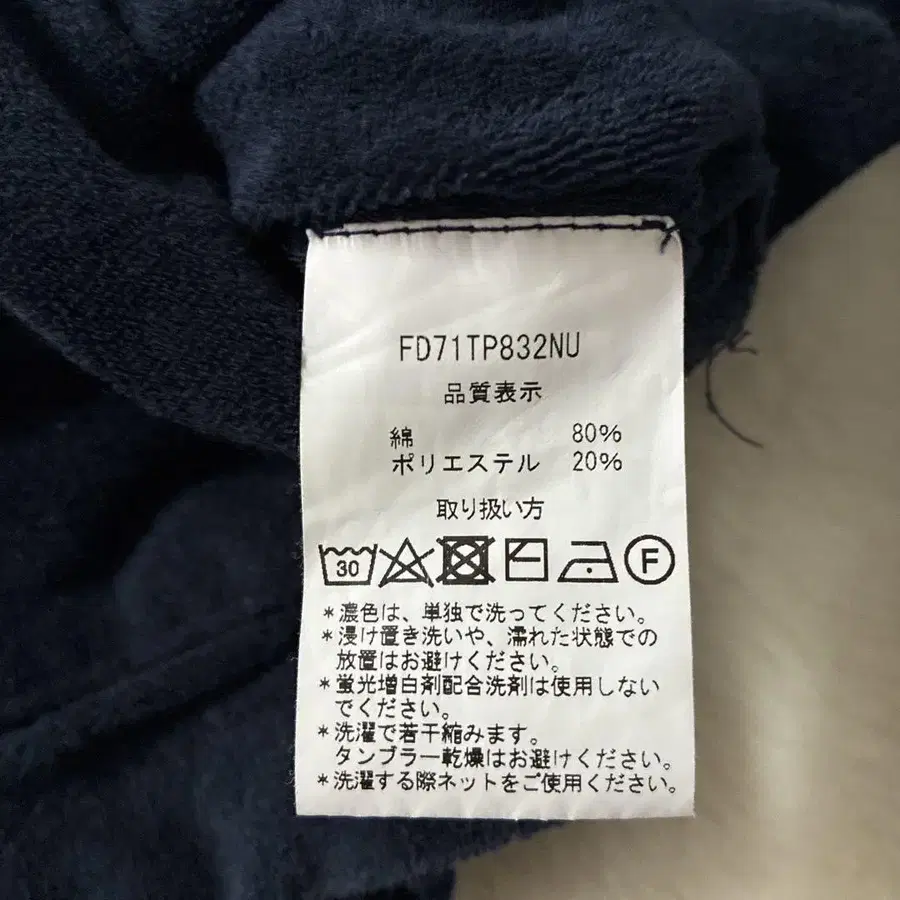 FD71TP832NU
品質表示
綿 80%
ポリエステル 20%
取り扱い方
30 F
*濃色は、単独で洗ってください。
*浸け置き洗いや、濡れた状態での
放置はお避けください。
*蛍光増白剤配合洗剤は使用しない
でください。
*洗濯で若干縮みます。
タンブラー乾燥はお避けください。
*洗濯する際ネットをご使用ください。